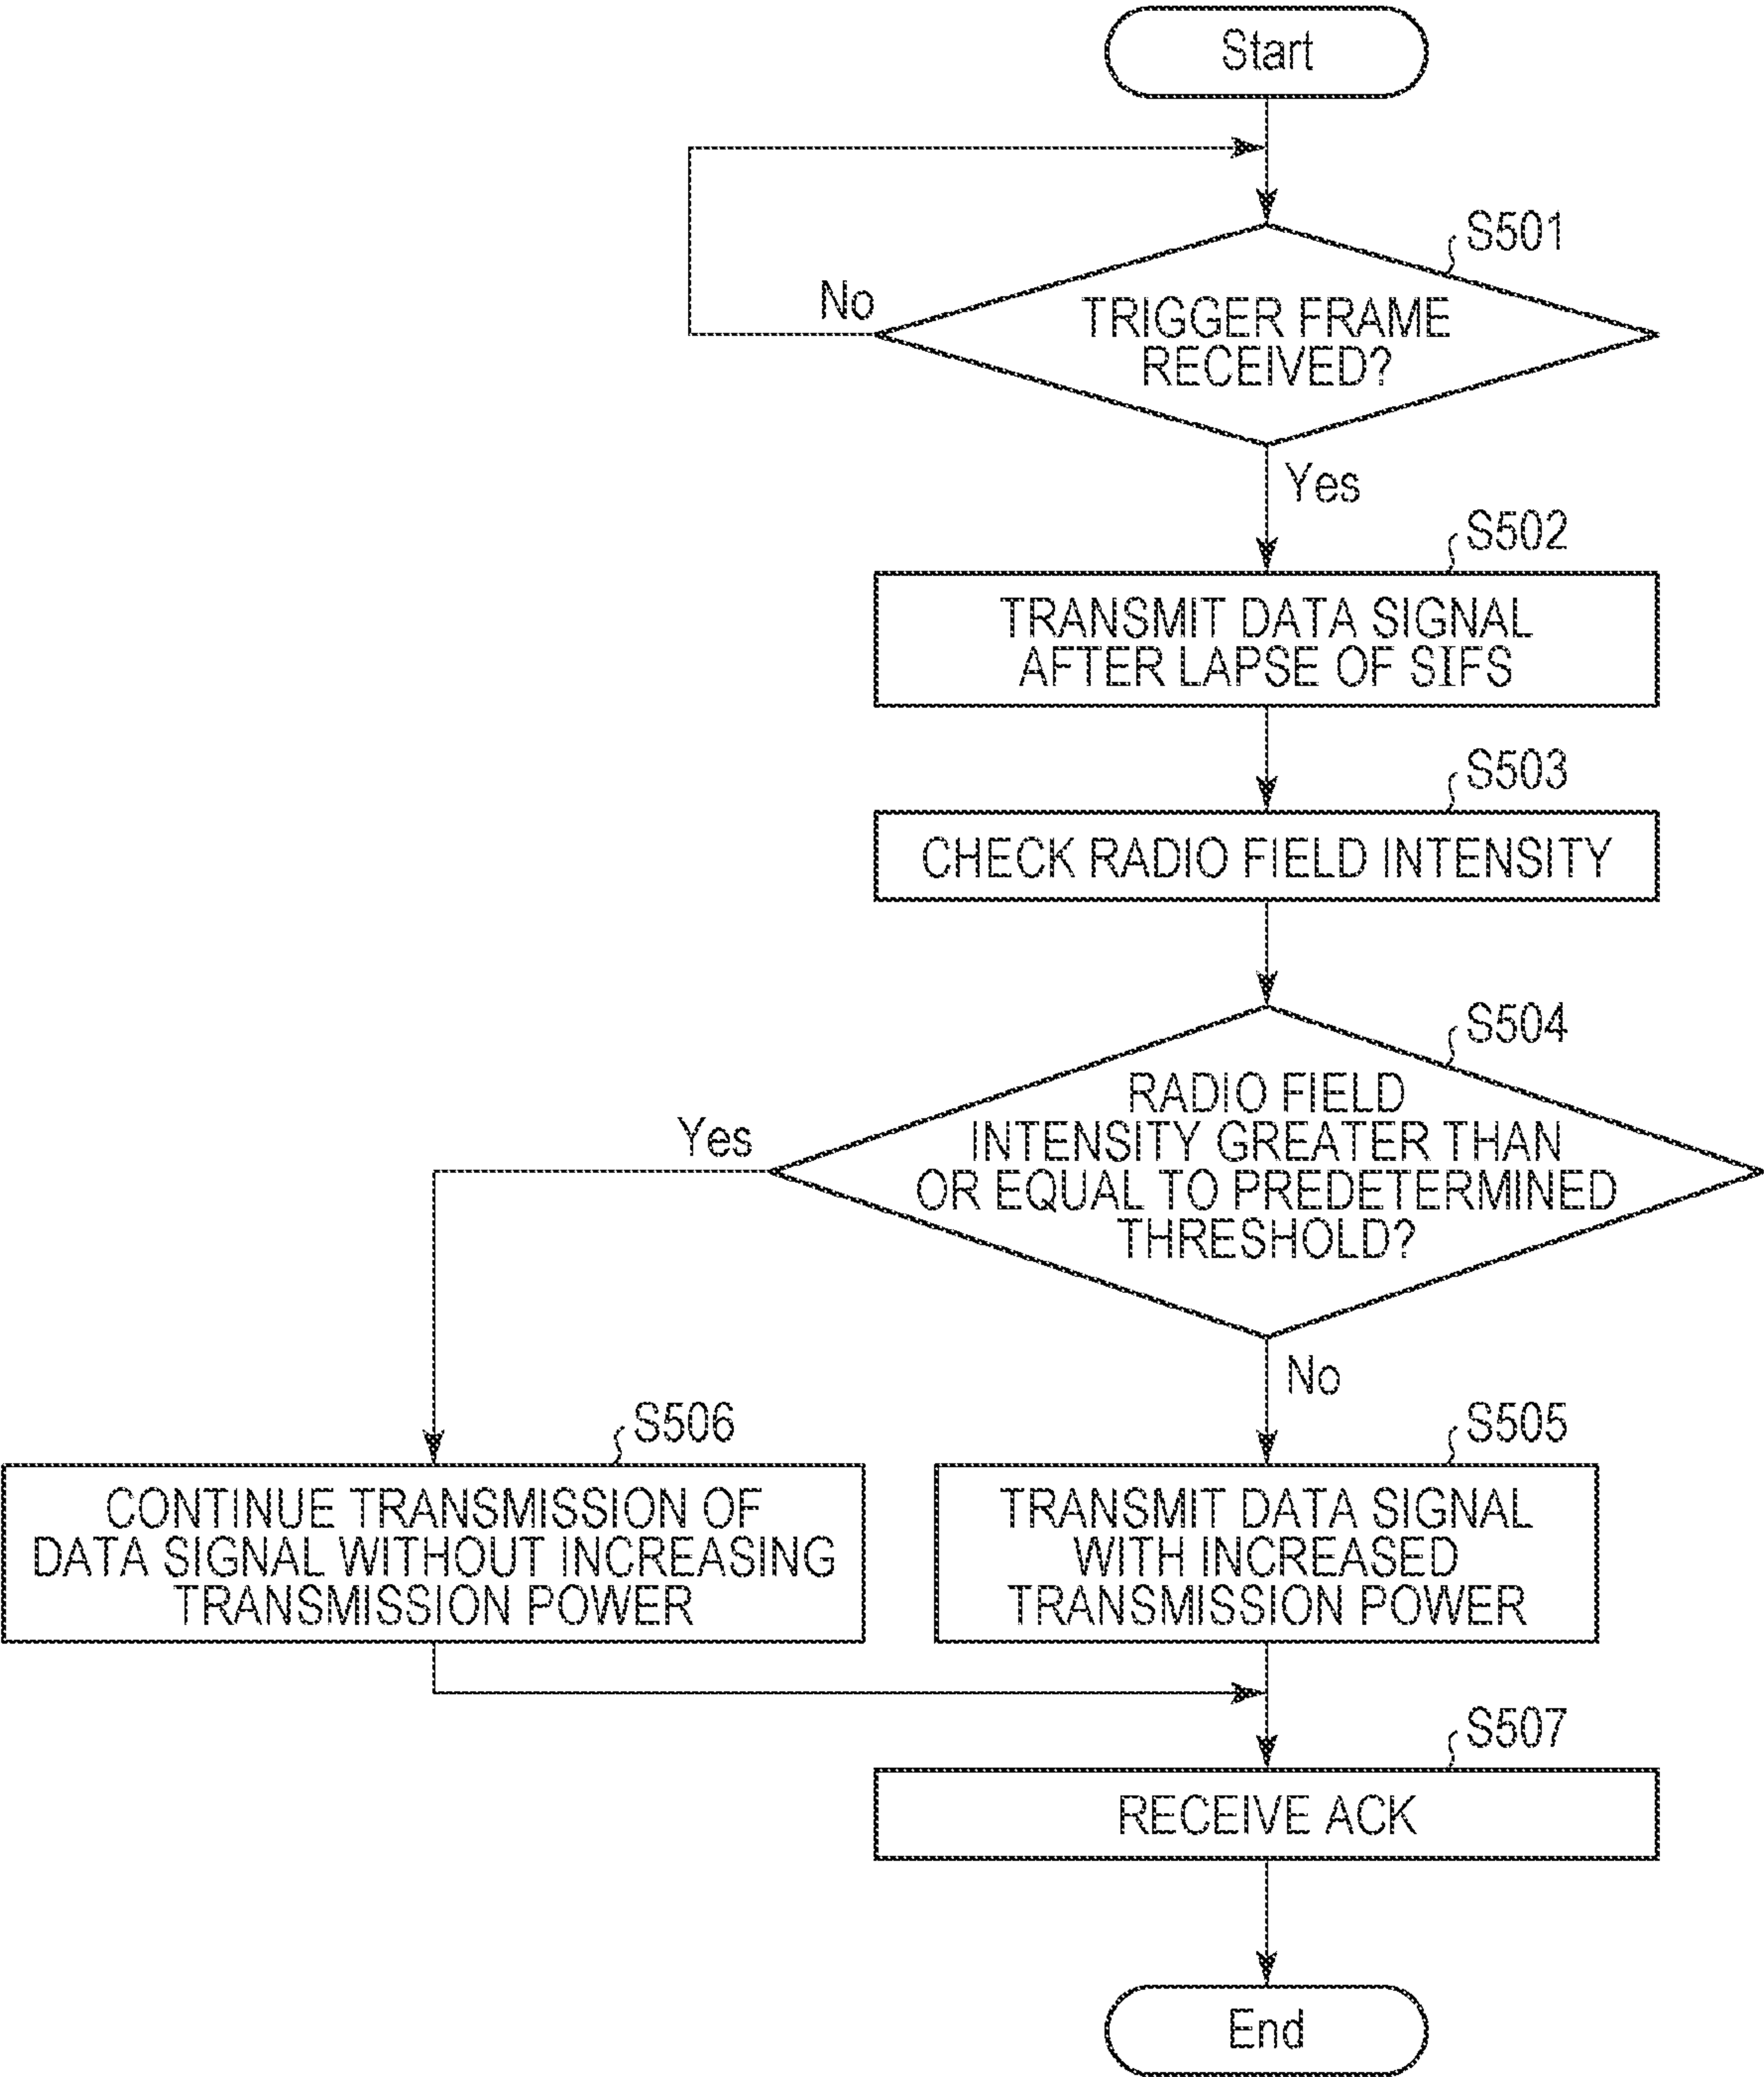 Start
S501
No
TRIGGER FRAME
RECEIVED?
Yes
S502
TRANSMIT DATA SIGNAL
AFTER LAPSE OF SIFS
S503
CHECK RADIO FIELD INTENSITY
S504
RADIO FIELD
INTENSITY GREATER THAN
OR EQUAL TO PREDETERMINED
THRESHOLD?
Yes
No
S506
CONTINUE TRANSMISSION OF
DATA SIGNAL WITHOUT INCREASING
TRANSMISSION POWER
S505
TRANSMIT DATA SIGNAL
WITH INCREASED
TRANSMISSION POWER
S507
RECEIVE ACK
End